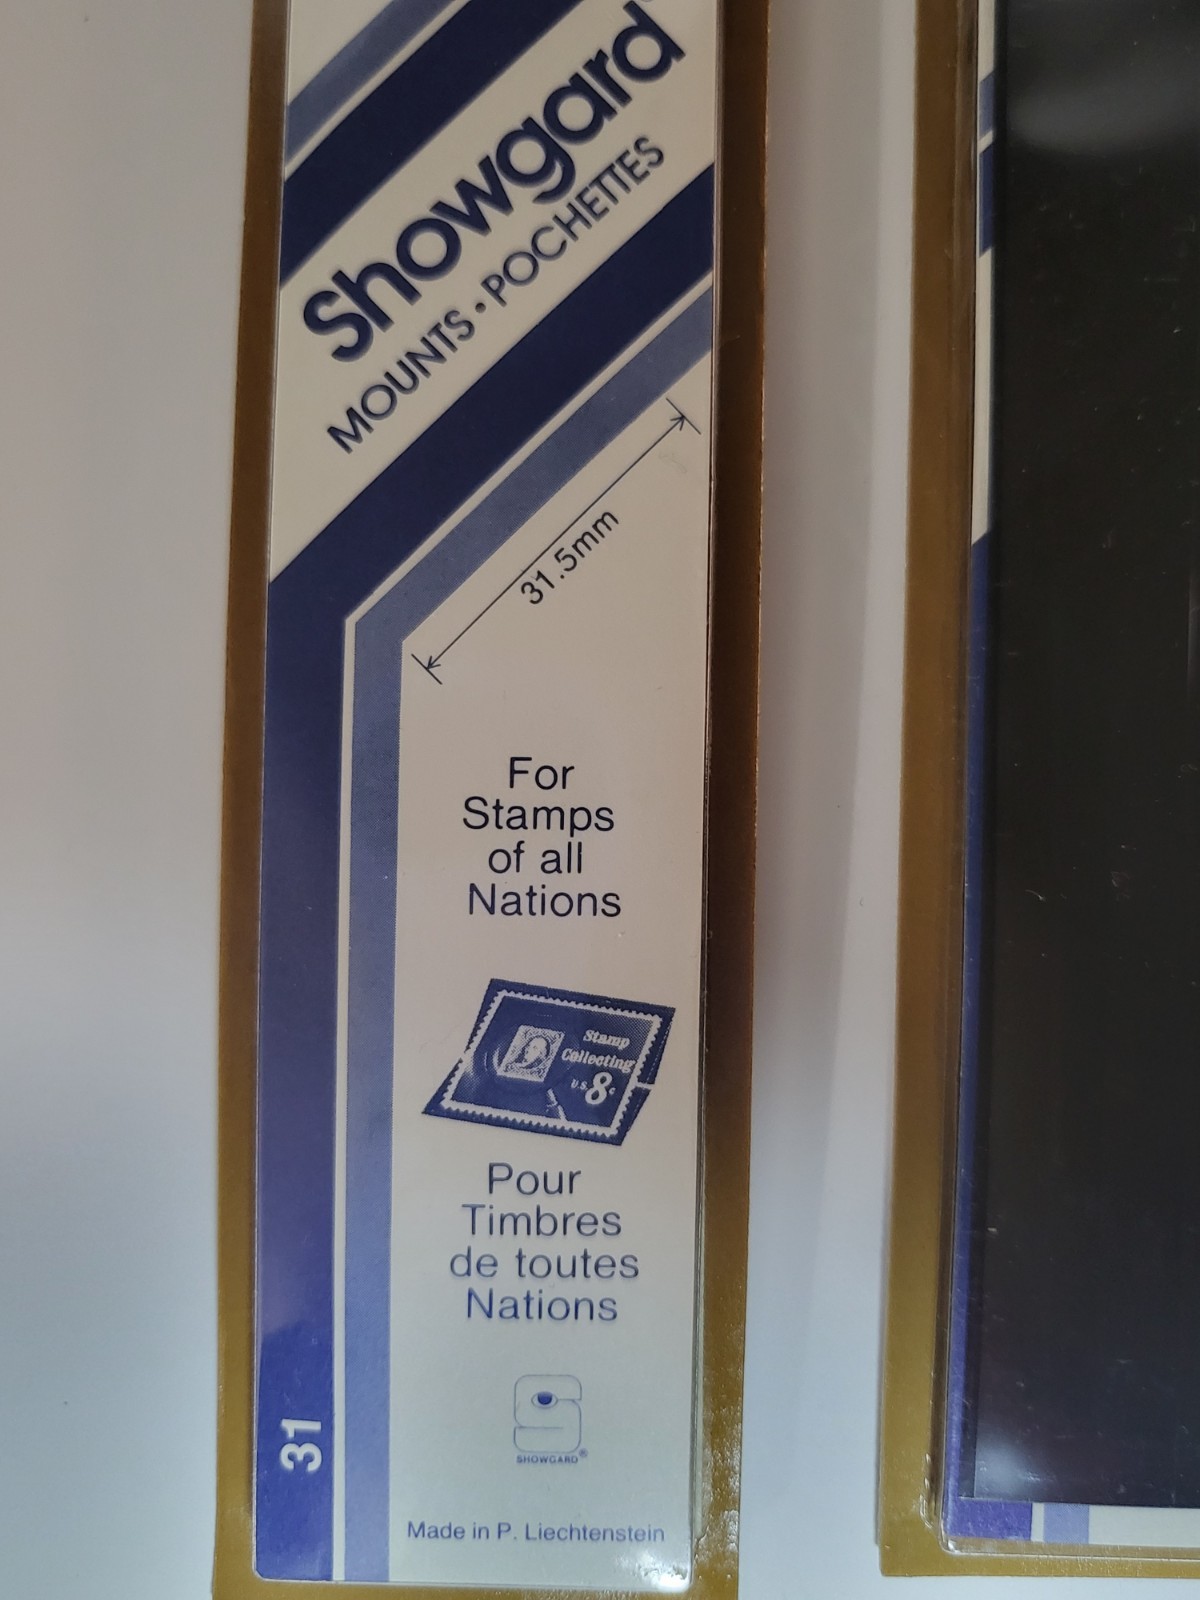 Showgard
MOUNTS • POCHETTES
31.5mm
For
Stamps
of all
Nations
Stamp
Collecting
U.S. 8c
Pour
Timbres
de toutes
Nations
SHOWGARD®
31
Made in P. Liechtenstein